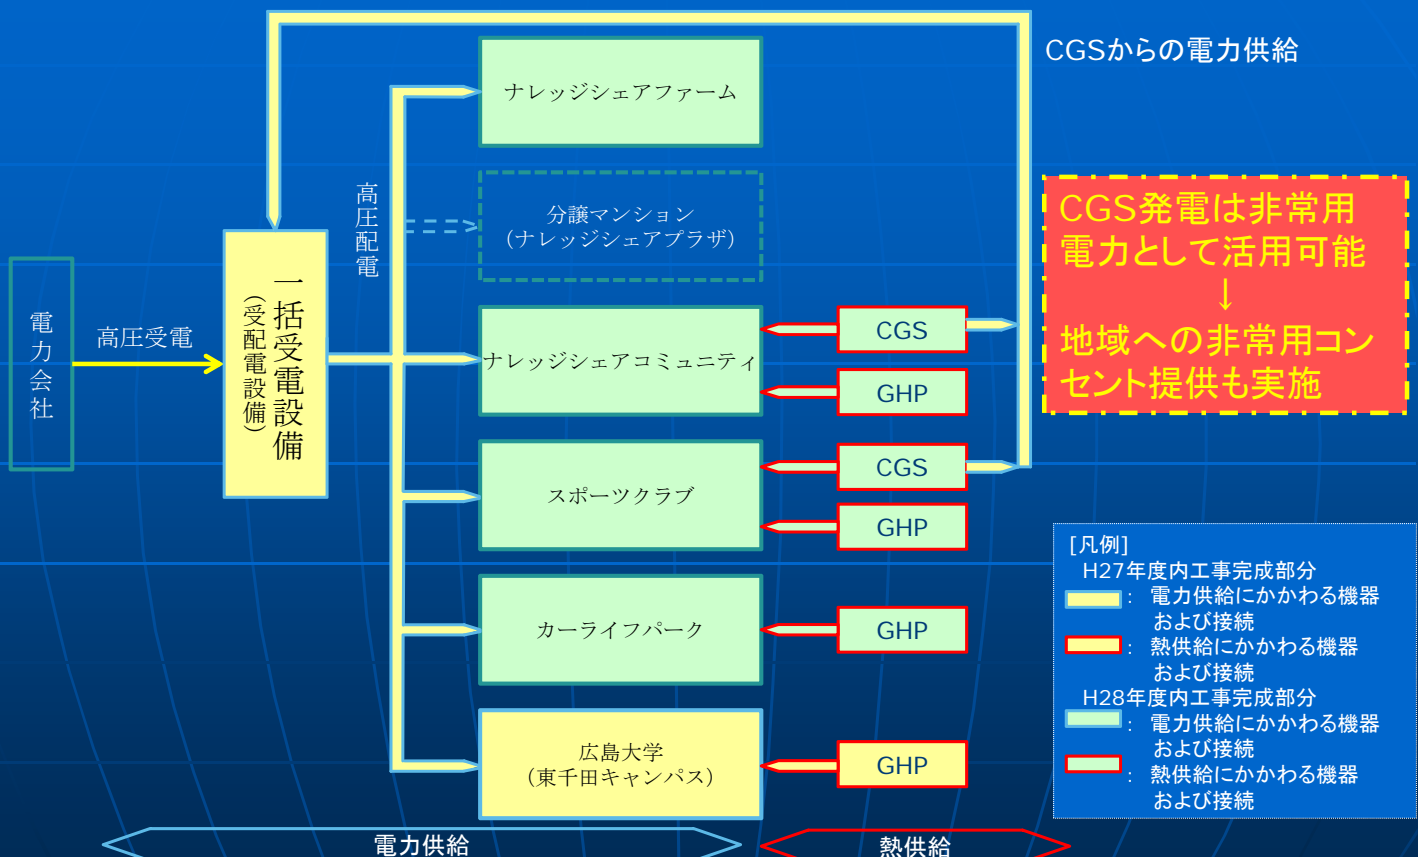 CGSからの電力供給
ナレッジシェアファーム
高圧配電
分譲マンション
(ナレッジシェアプラザ)
電力会社
高圧受電
一括受電設備
(受配電設備)
CGS発電は非常用
電力として活用可能
↓
地域への非常用コン
セント提供も実施
ナレッジシェアコミュニティ
CGS
GHP
スポーツクラブ
CGS
GHP
カーライフパーク
GHP
広島大学
(東千田キャンパス)
GHP
[凡例]
H27年度内工事完成部分
: 電力供給にかかわる機器
および接続
: 熱供給にかかわる機器
および接続
H28年度内工事完成部分
: 電力供給にかかわる機器
および接続
: 熱供給にかかわる機器
および接続
電力供給
熱供給